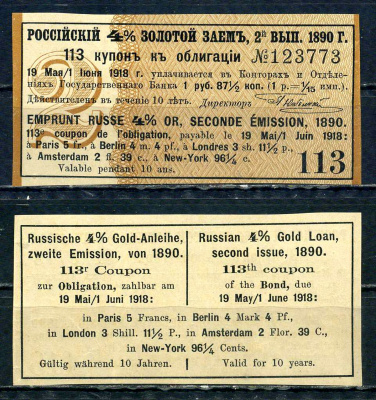 РОССІЙСКІЙ 4% ЗОЛОТОЙ ЗАЕМЪ, 2й ВЫП. 1890 Г.
113 купонъ къ облигаціи №123773
19 Мая/1 Іюня 1918 г. уплачивается въ Конторахъ и Отдѣле-
ніяхъ Государственнаго Банка 1 руб. 87½ коп. (1 р.=1/15 имп.).
Дѣйствителенъ въ теченіе 10 лѣтъ. Директоръ
EMPRUNT RUSSE 4% OR, SECONDE ÉMISSION, 1890.
113e coupon de l'obligation, payable le 19 Mai/1 Juin 1918:
à Paris 5 fr., à Berlin 4 m. 4 pf., à Londres 3 sh. 11½ p.,
à Amsterdam 2 fl. 39 c., à New-York 96¼ c.
Valable pendant 10 ans.
113
Russische 4% Gold-Anleihe,
zweite Emission, von 1890.
113r Coupon
zur Obligation, zahlbar am
19 Mai/1 Juni 1918:
Russian 4% Gold Loan,
second issue, 1890.
113th coupon
of the Bond, due
19 May/1 June 1918:
in Paris 5 Francs, in Berlin 4 Mark 4 Pf.,
in London 3 Shill. 11½ P., in Amsterdam 2 Flor. 39 C.,
in New-York 96¼ Cents.
Gültig während 10 Jahren.
Valid for 10 years.